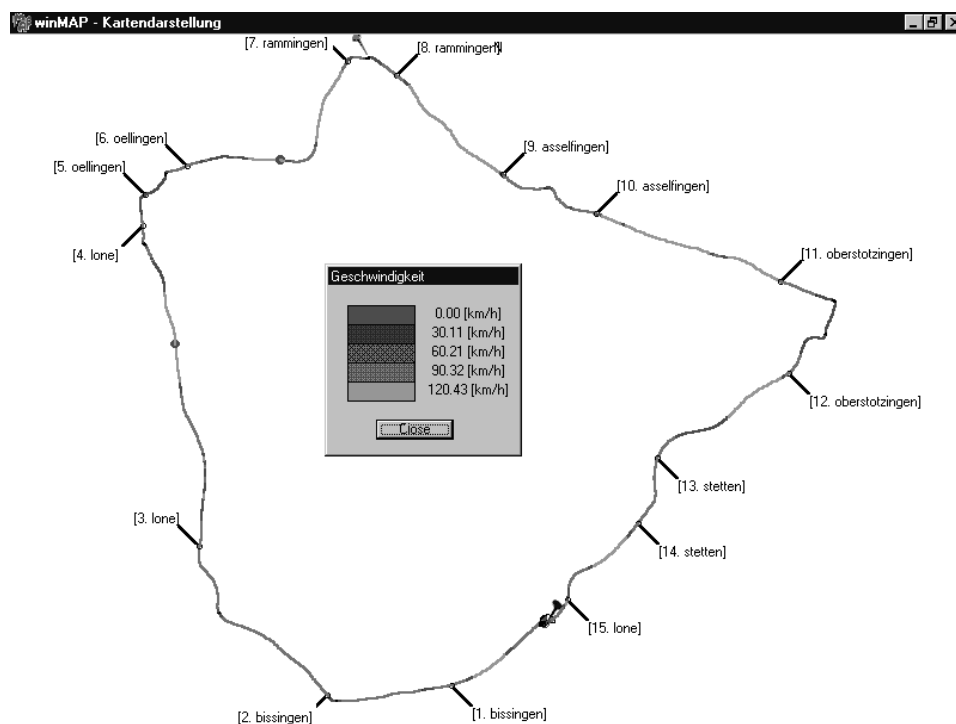 winMAP - Kartendarstellung
[7. rammingen]
[8. rammingen]
[6. oellingen]
[9. asselfingen]
[5. oellingen]
[10. asselfingen]
[4. lone]
[11. oberstotzingen]
Geschwindigkeit
0.00 [km/h]
30.11 [km/h]
60.21 [km/h]
90.32 [km/h]
120.43 [km/h]
Close
[12. oberstotzingen]
[13. stetten]
[3. lone]
[14. stetten]
[15. lone]
[2. bissingen]
[1. bissingen]